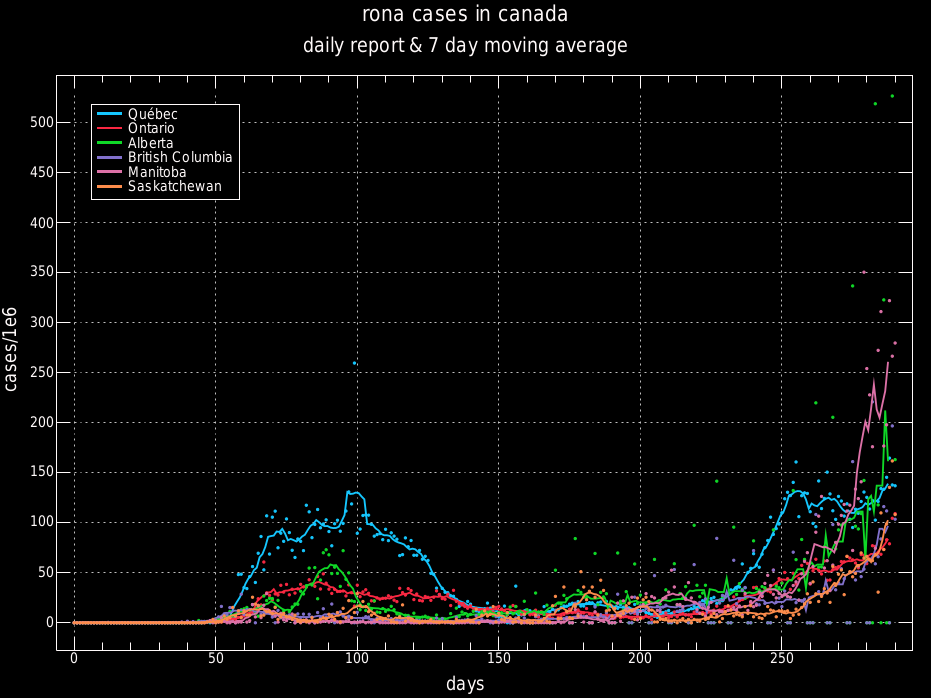 rona cases in canada
daily report & 7 day moving average
500
450
400
350
300
250
200
150
100
50
0
cases/1e6
Québec
Ontario
Alberta
British Columbia
Manitoba
Saskatchewan
0 50 100 150 200 250
days